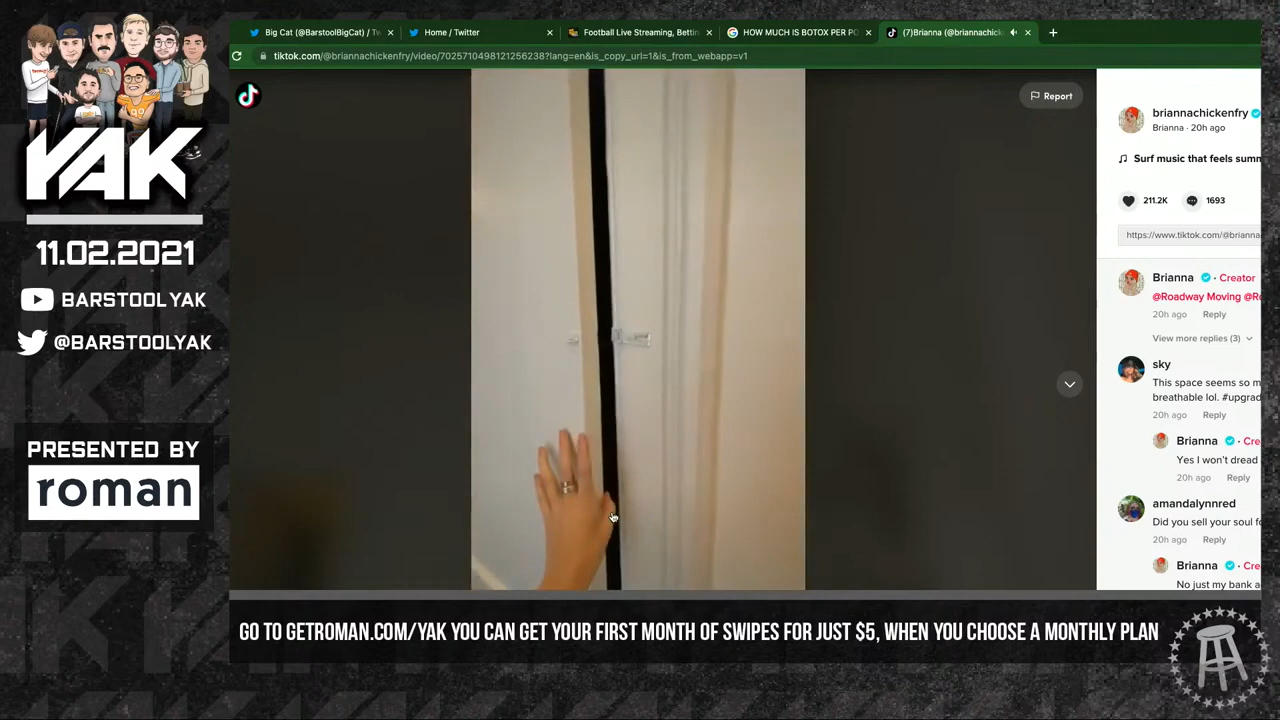 Big Cat (@BarstoolBigCat) / Tw
Home / Twitter
Football Live Streaming, Bettin
HOW MUCH IS BOTOX PER PO
(7)Brianna (@briannachick
tiktok.com/@briannachickenfry/video/7025710498121256238?lang=en&is_copy_url=1&is_from_webapp=v1
YAK
11.02.2021
BARSTOOL YAK
@BARSTOOLYAK
PRESENTED BY
roman
Report
briannachickenfry
Brianna · 20h ago
Surf music that feels summ
211.2K
1693
https://www.tiktok.com/@brianna
Brianna · Creator
@Roadway Moving @Ro
20h ago Reply
View more replies (3)
sky
This space seems so m
breathable lol. #upgrad
20h ago Reply
Brianna · Cre
Yes I won't dread
20h ago Reply
amandalynnred
Did you sell your soul fo
20h ago Reply
Brianna · Cre
No just my bank a
GO TO GETROMAN.COM/YAK YOU CAN GET YOUR FIRST MONTH OF SWIPES FOR JUST $5, WHEN YOU CHOOSE A MONTHLY PLAN